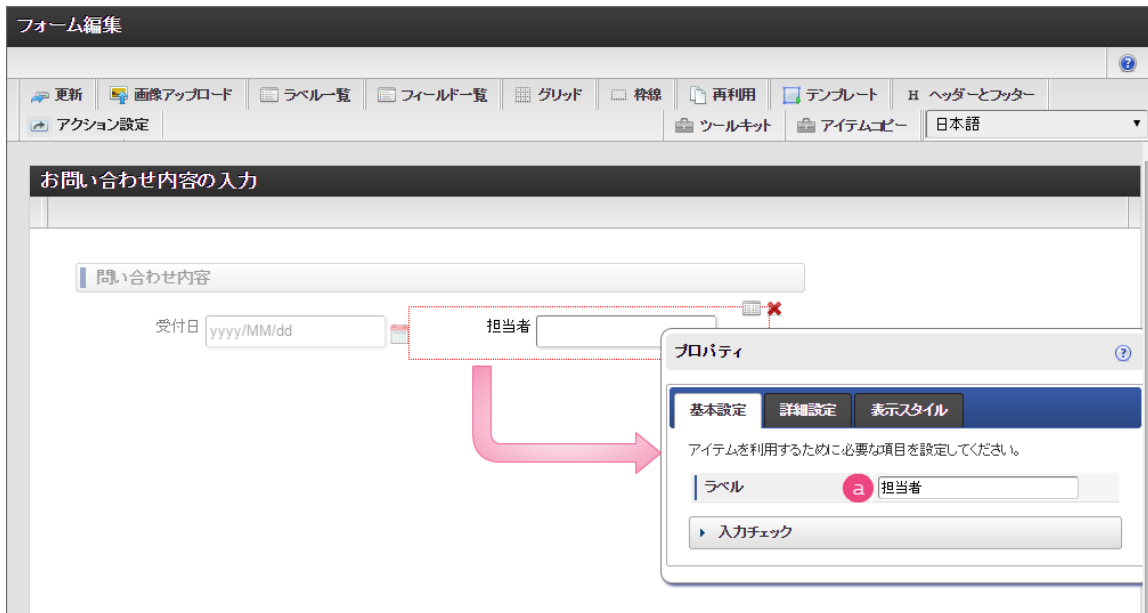 フォーム編集
更新 画像アップロード ラベル一覧 フィールド一覧 グリッド 枠線 再利用 テンプレート H ヘッダーとフッター
アクション設定 ツールキット アイテムコピー 日本語
お問い合わせ内容の入力
問い合わせ内容
受付日 yyyy/MM/dd 担当者
プロパティ
基本設定 詳細設定 表示スタイル
アイテムを利用するために必要な項目を設定してください。
ラベル a 担当者
入力チェック